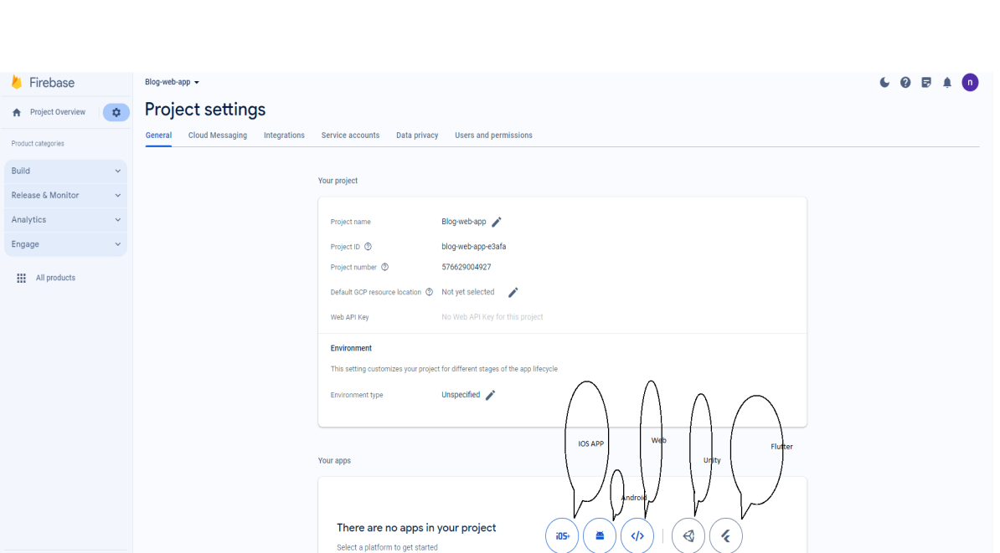 Firebase
Blog-web-app
n
Project Overview
Project settings
General Cloud Messaging Integrations Service accounts Data privacy Users and permissions
Product categories
Build
Release & Monitor
Analytics
Engage
All products
Your project
Project name Blog-web-app
Project ID blog-web-app-e3afa
Project number 576629004927
Default GCP resource location Not yet selected
Web API Key No Web API Key for this project
Environment
This setting customizes your project for different stages of the app lifecycle
Environment type Unspecified
IOS APP
Web
Flutter
Your apps
Unity
Android
There are no apps in your project
iOS+
Select a platform to get started